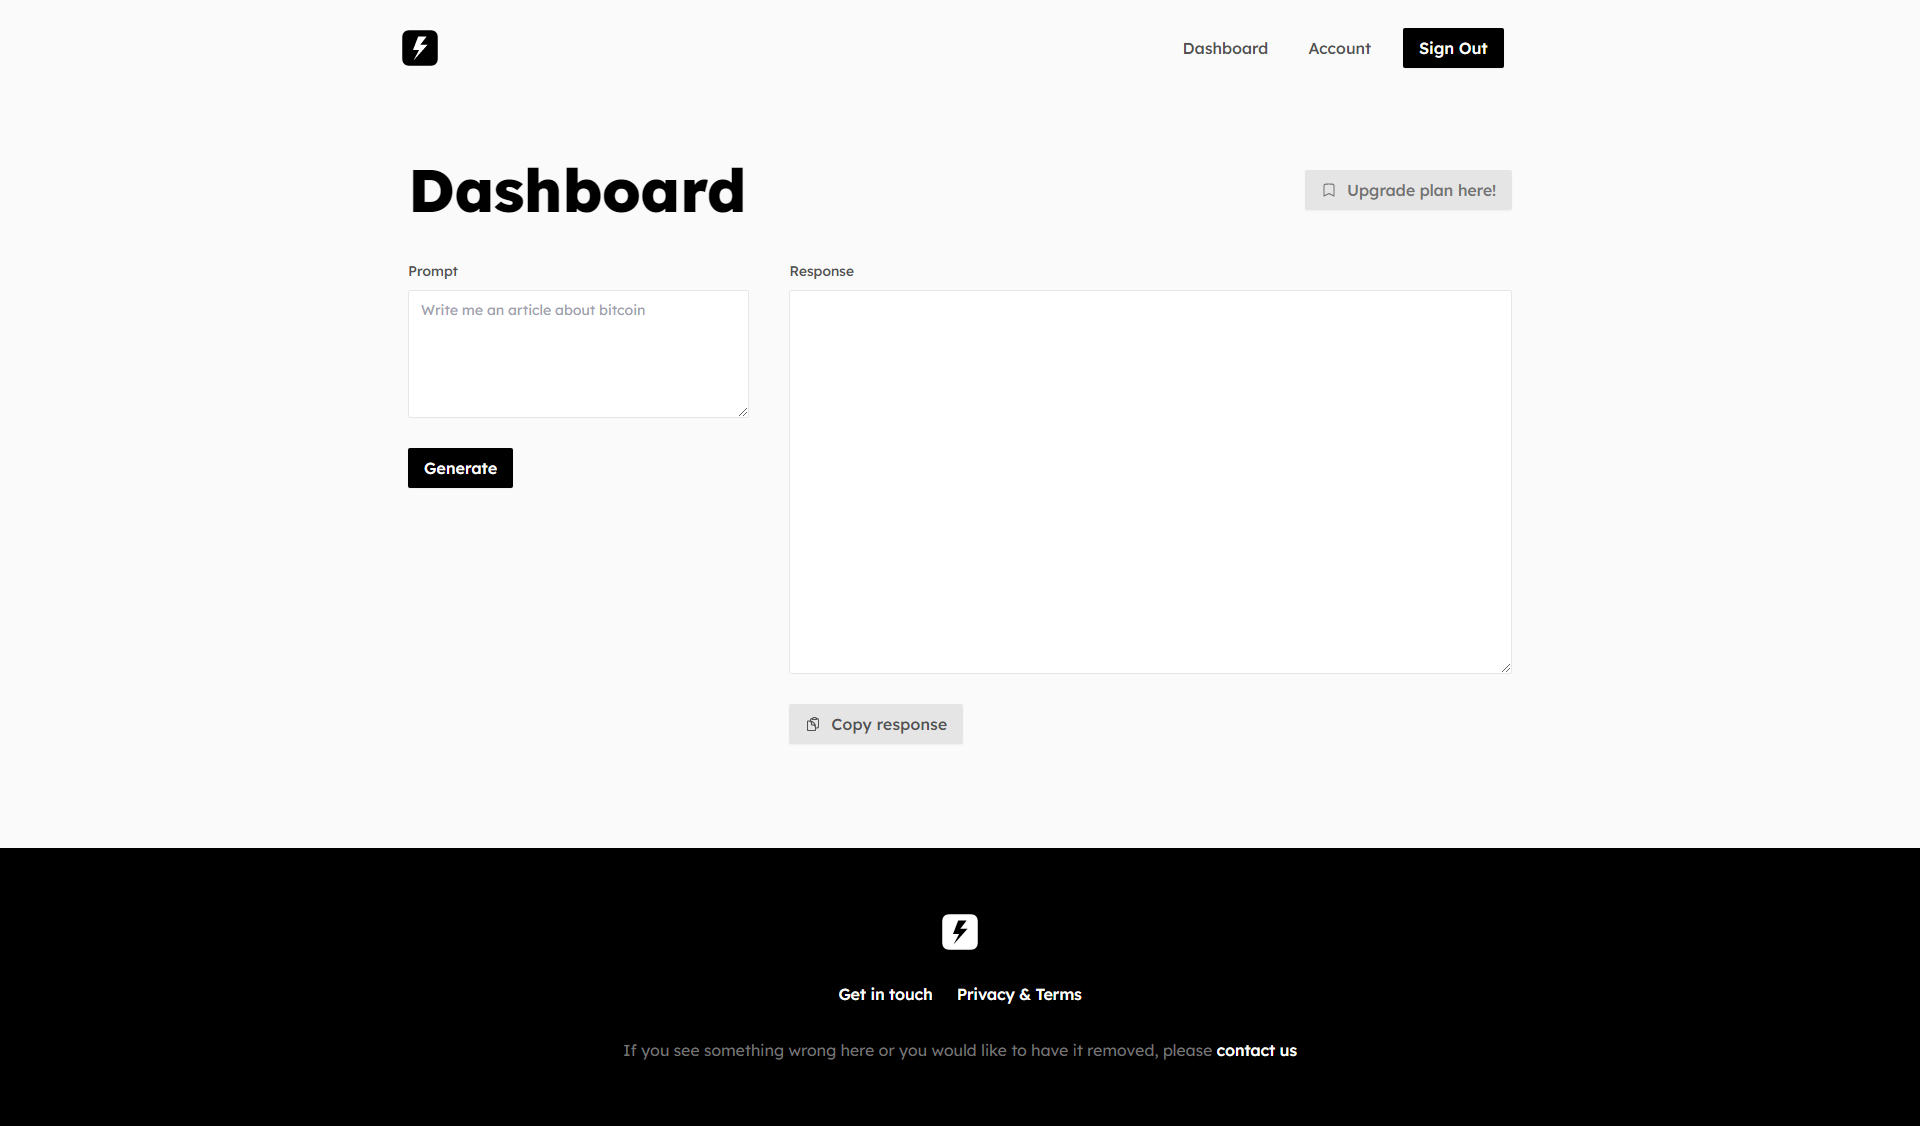 Dashboard
Account
Sign Out
Dashboard
Upgrade plan here!
Prompt
Write me an article about bitcoin
Generate
Response
Copy response
Get in touch
Privacy & Terms
If you see something wrong here or you would like to have it removed, please contact us